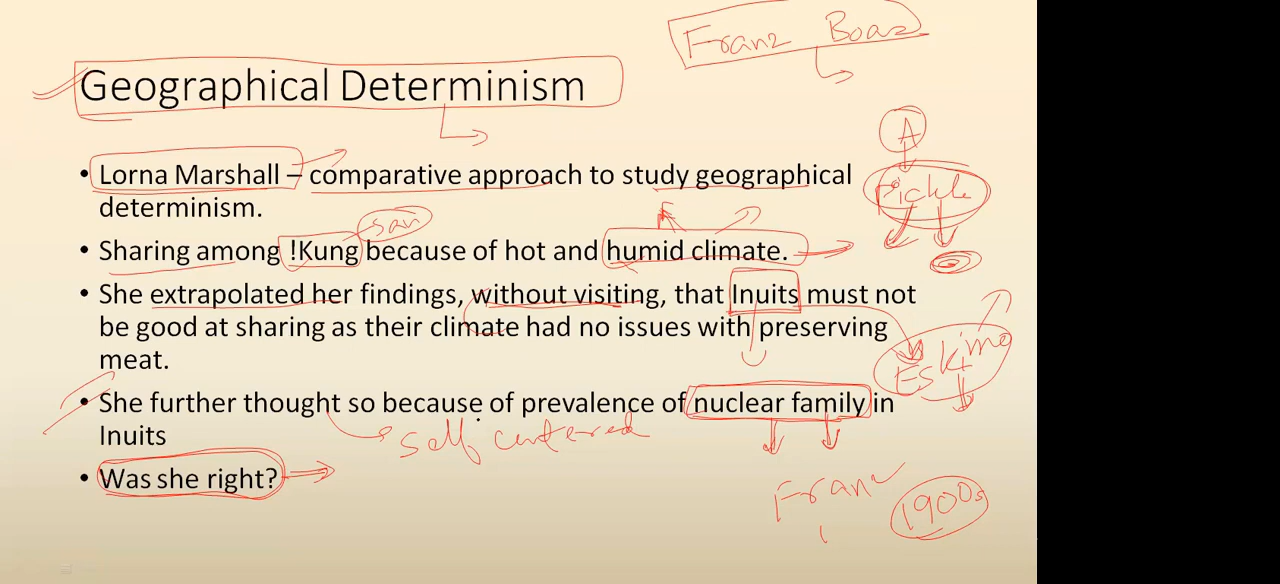 Franz Boaz
Geographical Determinism
A
• Lorna Marshall – comparative approach to study geographical
determinism.
Pickle
San
• Sharing among !Kung because of hot and humid climate.
• She extrapolated her findings, without visiting, that Inuits must not
be good at sharing as their climate had no issues with preserving
meat.
Eskimo
• She further thought so because of prevalence of nuclear family in
Inuits
self centered
• Was she right?
Franz
1900s